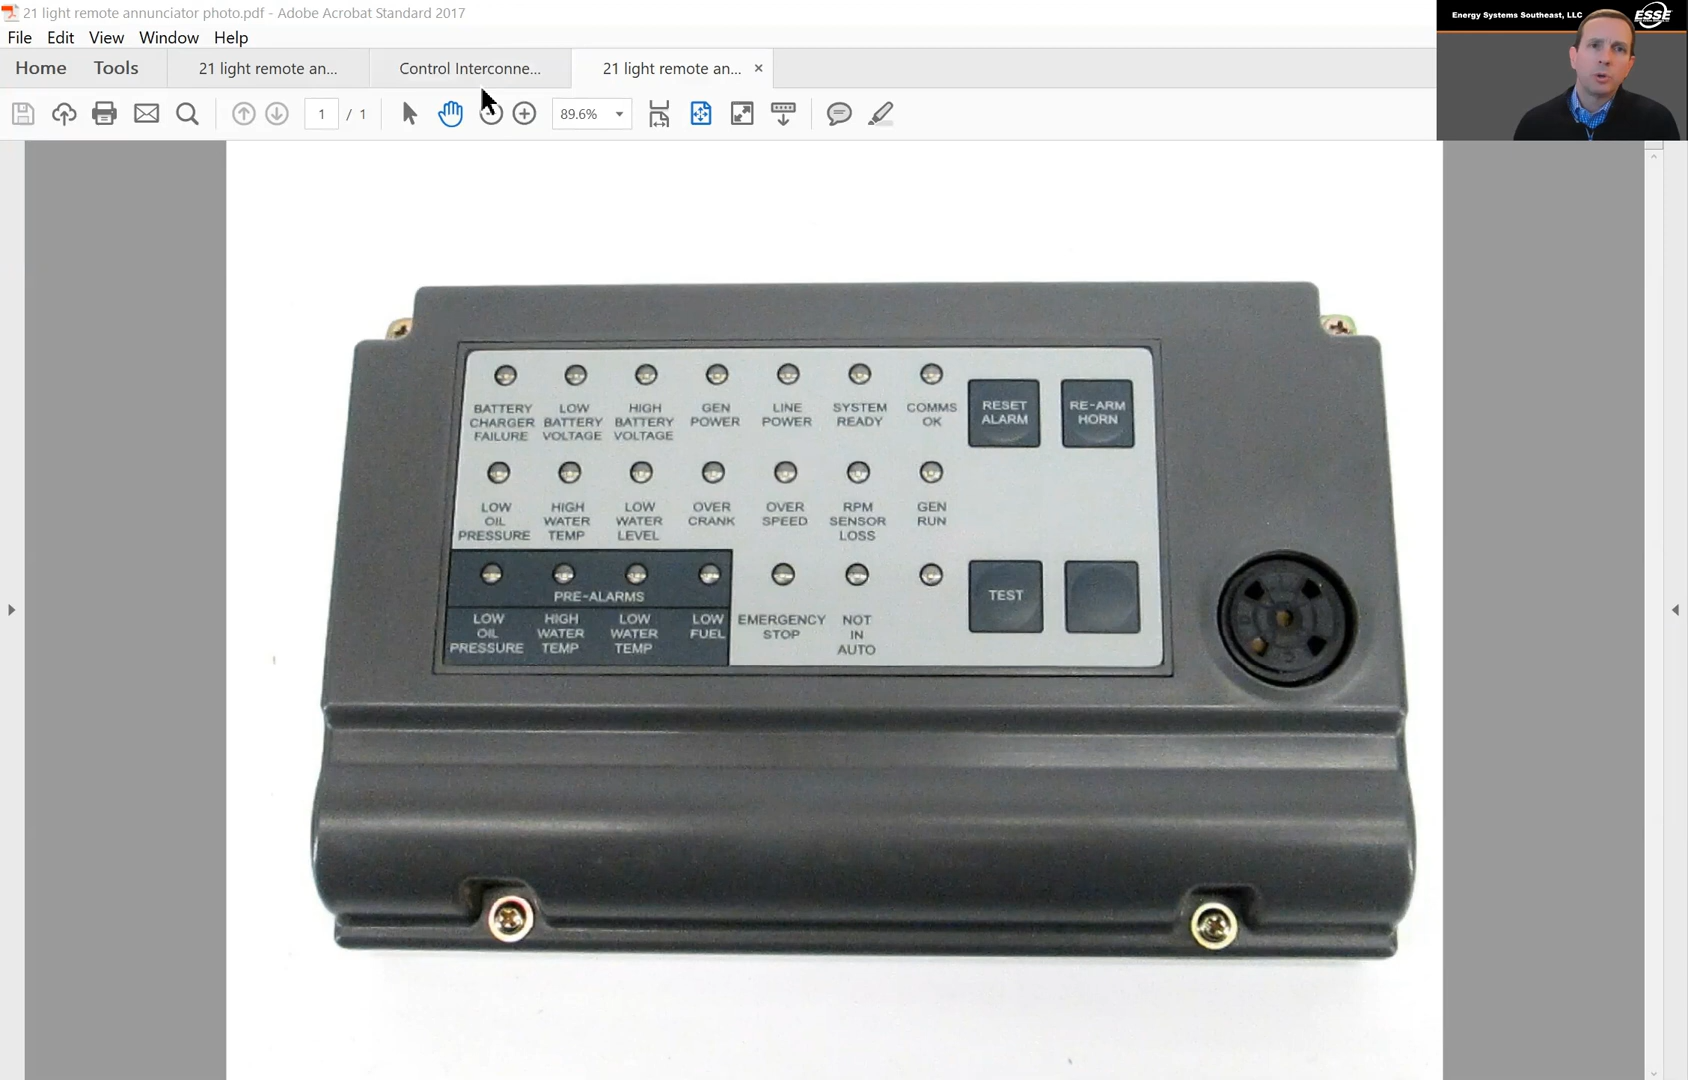 21 light remote annunciator photo.pdf - Adobe Acrobat Standard 2017
File Edit View Window Help
Home Tools 21 light remote an... Control Interconne... 21 light remote an... ×
1 / 1 89.6%
Energy Systems Southeast, LLC ESSE
BATTERY CHARGER FAILURE
LOW BATTERY VOLTAGE
HIGH BATTERY VOLTAGE
GEN POWER
LINE POWER
SYSTEM READY
COMMS OK
RESET ALARM
RE-ARM HORN
LOW OIL PRESSURE
HIGH WATER TEMP
LOW WATER LEVEL
OVER CRANK
OVER SPEED
RPM SENSOR LOSS
GEN RUN
PRE-ALARMS
LOW OIL PRESSURE
HIGH WATER TEMP
LOW WATER TEMP
LOW FUEL
EMERGENCY STOP
NOT IN AUTO
TEST